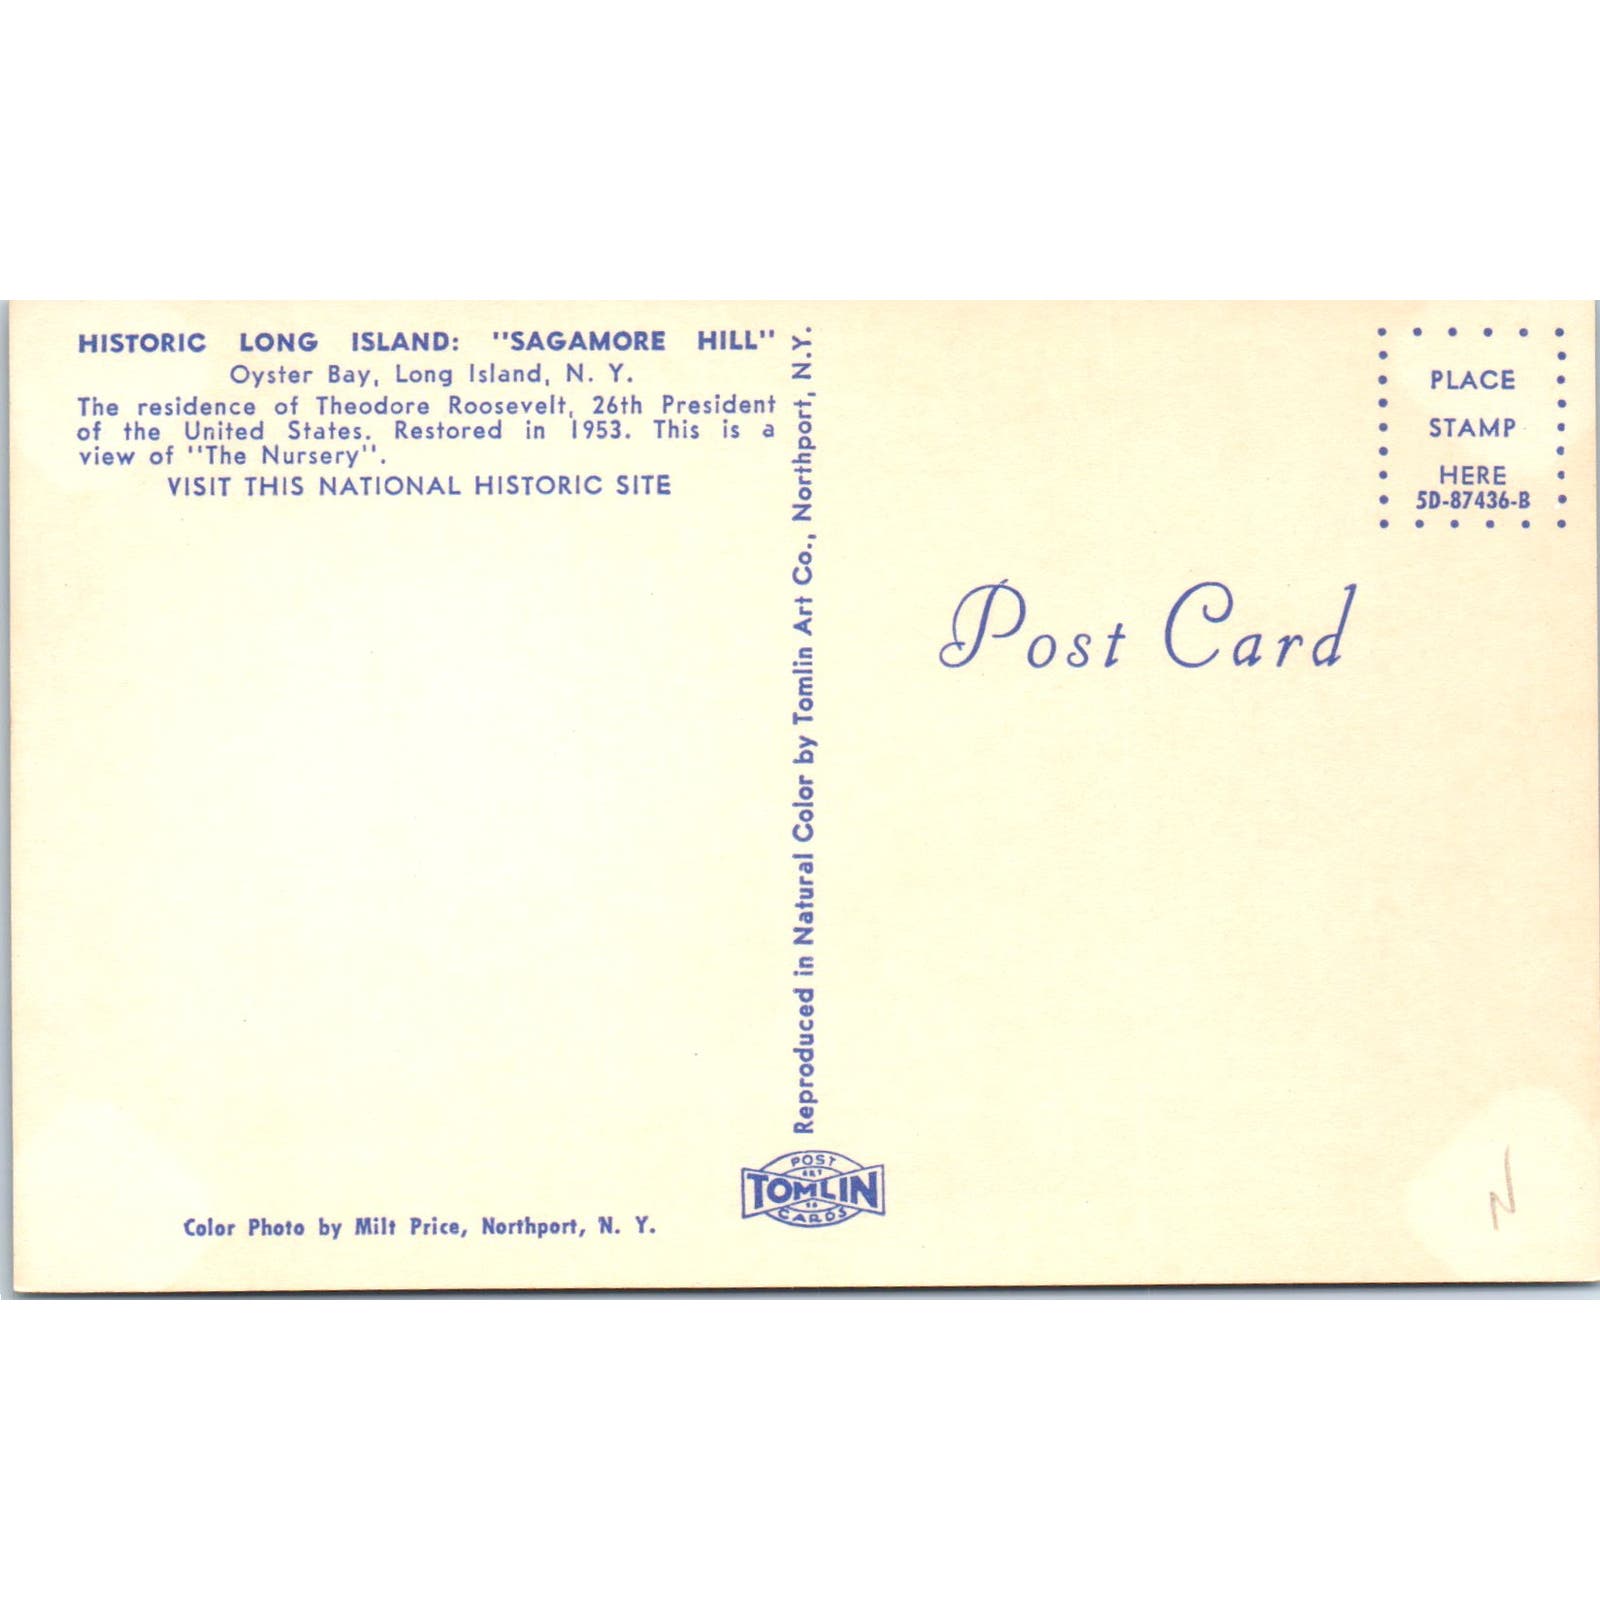 HISTORIC LONG ISLAND: "SAGAMORE HILL"
Oyster Bay, Long Island, N. Y.
The residence of Theodore Roosevelt, 26th President
of the United States. Restored in 1953. This is a
view of "The Nursery".
VISIT THIS NATIONAL HISTORIC SITE
Color Photo by Milt Price, Northport, N. Y.
Reproduced in Natural Color by Tomlin Art Co., Northport, N.Y.
POST
ART
TOMLIN
CARDS
PLACE
STAMP
HERE
5D-87436-B
Post Card
N